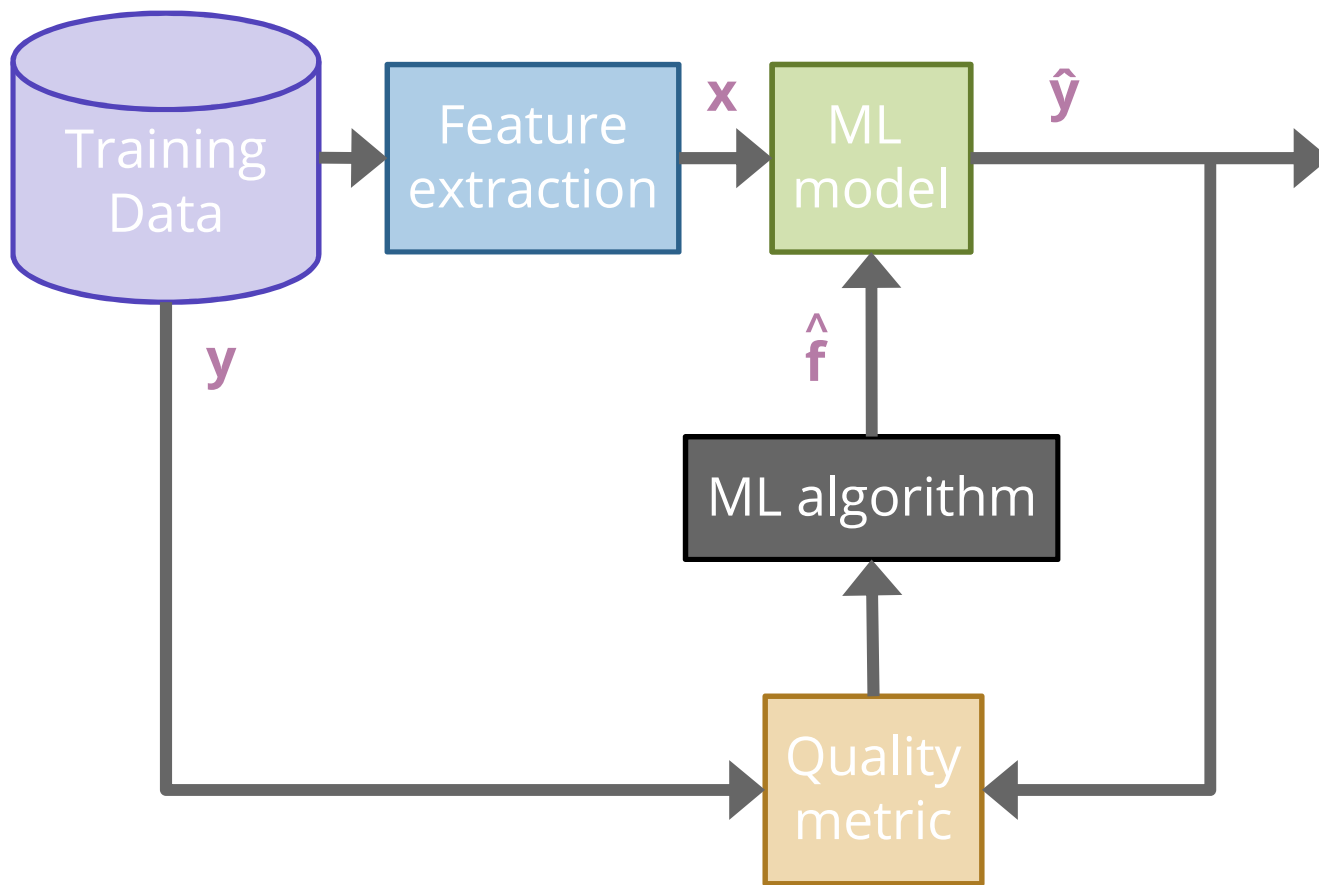 Training
Data
Feature
extraction
x
ML
model
ŷ
y
f̂
ML algorithm
Quality
metric